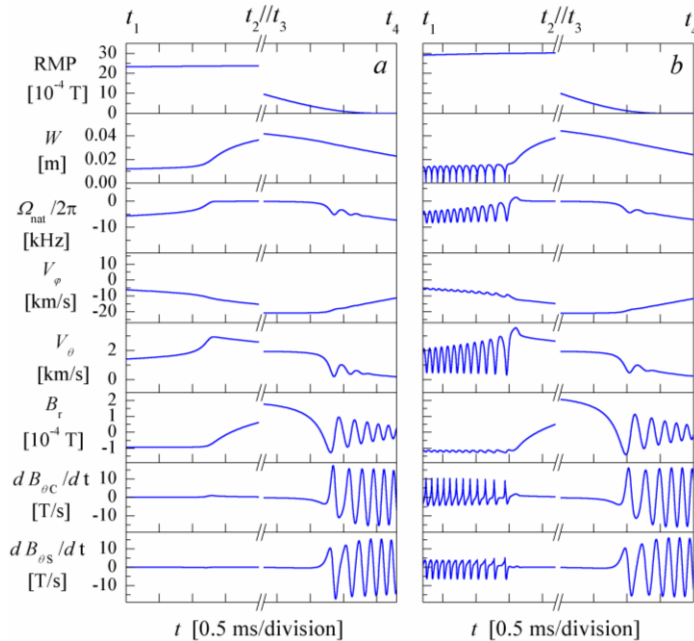 t1 t2//t3 t4 t1 t2//t3 t4
RMP
[10⁻⁴ T]
30
20
10
0
a
b
W
[m]
0.04
0.02
0.00
Ωnat/2π
[kHz]
0
-10
Vφ
[km/s]
10
0
-10
-20
Vθ
[km/s]
2
0
Br
[10⁻⁴ T]
2
1
0
-1
d BθC/d t
[T/s]
10
0
-10
d BθS/d t
[T/s]
10
0
-10
t [0.5 ms/division]
t [0.5 ms/division]